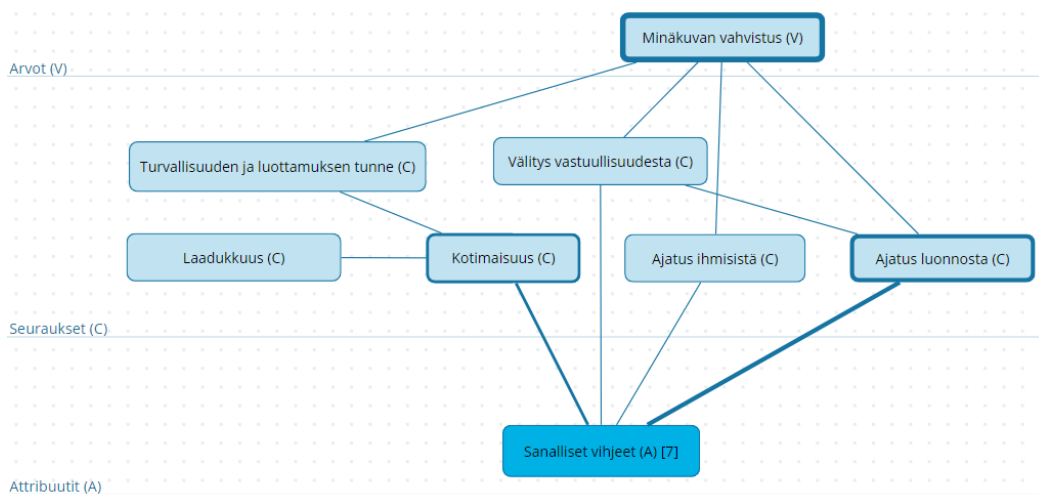 Minäkuvan vahvistus (V)
Arvot (V)
Turvallisuuden ja luottamuksen tunne (C)
Välitys vastuullisuudesta (C)
Laadukkuus (C)
Kotimaisuus (C)
Ajatus ihmisistä (C)
Ajatus luonnosta (C)
Seuraukset (C)
Sanalliset vihjeet (A) [7]
Attribuutit (A)